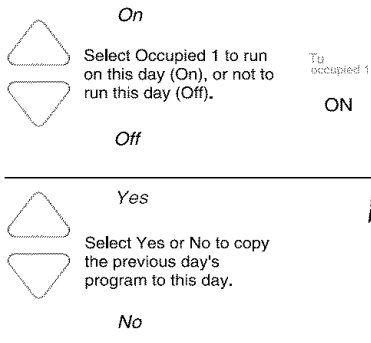 On
Select Occupied 1 to run
on this day (On), or not to
run this day (Off).
Off
Tu
occupied 1
ON
Yes
Select Yes or No to copy
the previous day's
program to this day.
No